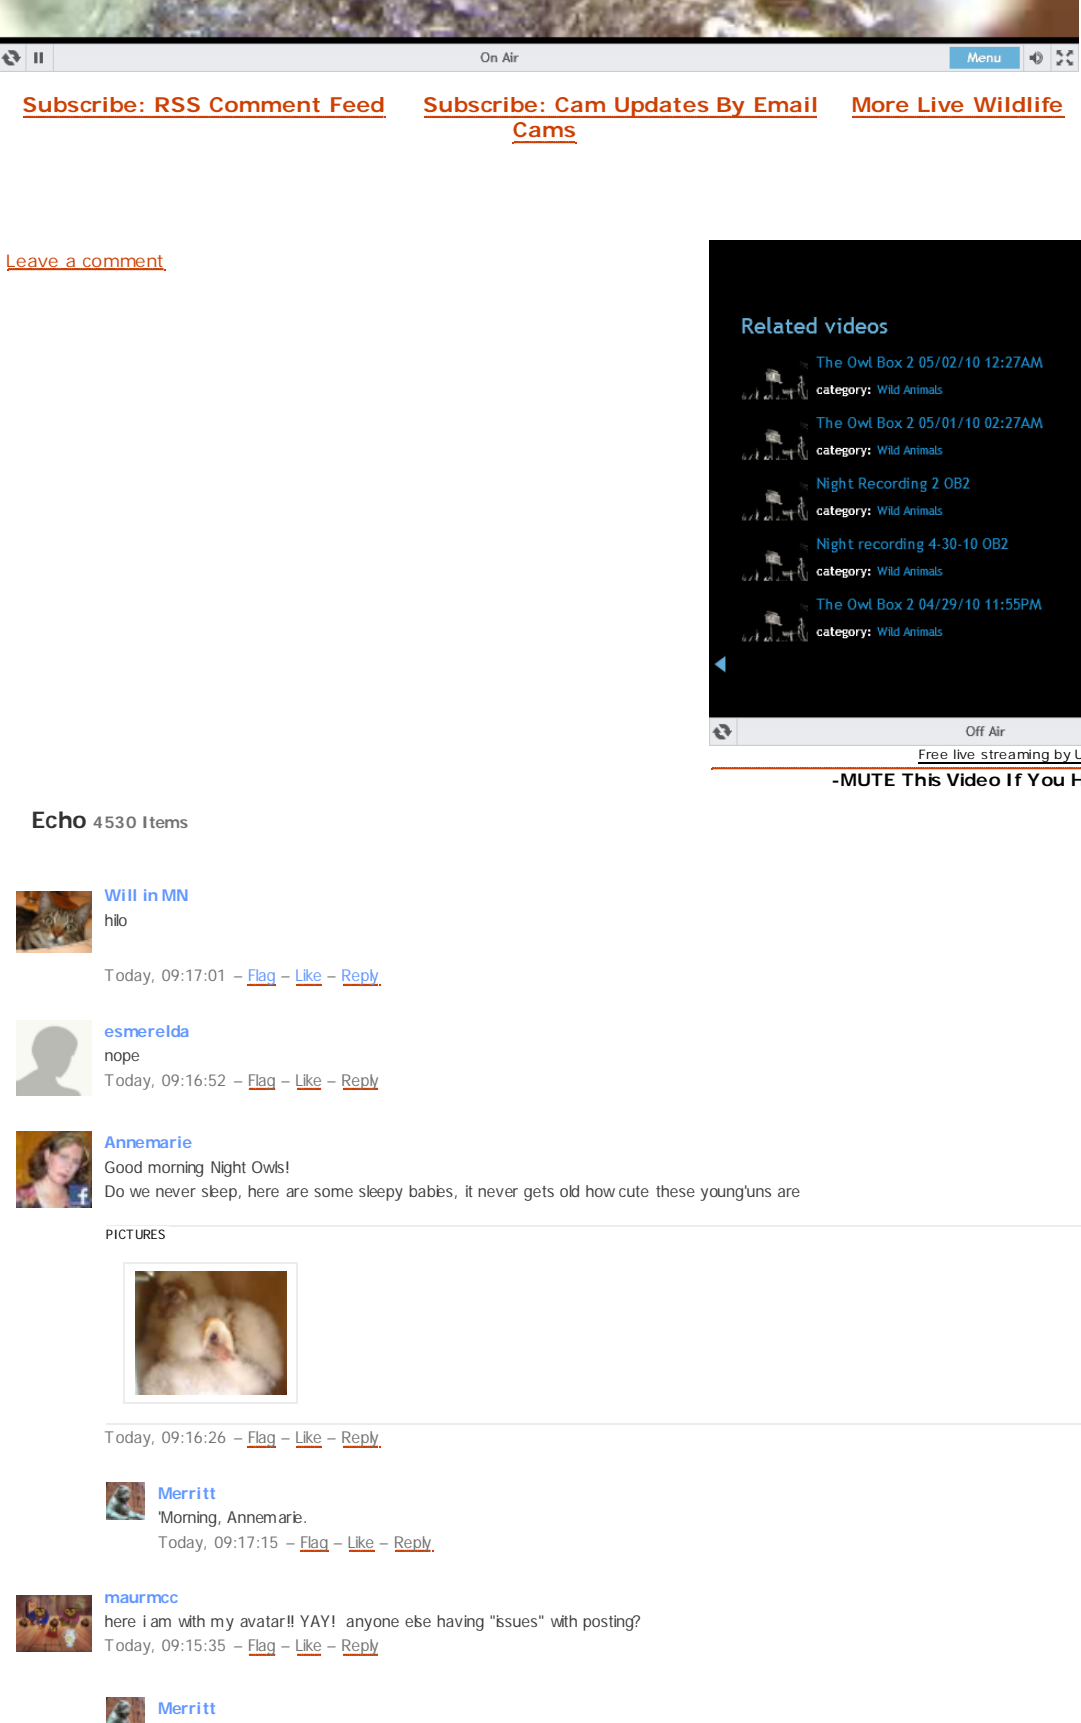 On Air
Menu
Subscribe: RSS Comment Feed Subscribe: Cam Updates By Email More Live Wildlife
Cams
Leave a comment
Related videos
The Owl Box 2 05/02/10 12:27AM
category: Wild Animals
The Owl Box 2 05/01/10 02:27AM
category: Wild Animals
Night Recording 2 OB2
category: Wild Animals
Night recording 4-30-10 OB2
category: Wild Animals
The Owl Box 2 04/29/10 11:55PM
category: Wild Animals
Off Air
Free live streaming by U
-MUTE This Video If You H
Echo 4530 Items
Will in MN
hilo
Today, 09:17:01 – Flag – Like – Reply
esmerelda
nope
Today, 09:16:52 – Flag – Like – Reply
Annemarie
Good morning Night Owls!
Do we never sleep, here are some sleepy babies, it never gets old how cute these young'uns are
PICTURES
Today, 09:16:26 – Flag – Like – Reply
Merritt
'Morning, Annemarie.
Today, 09:17:15 – Flag – Like – Reply
maurmcc
here i am with my avatar!! YAY! anyone else having "issues" with posting?
Today, 09:15:35 – Flag – Like – Reply
Merritt